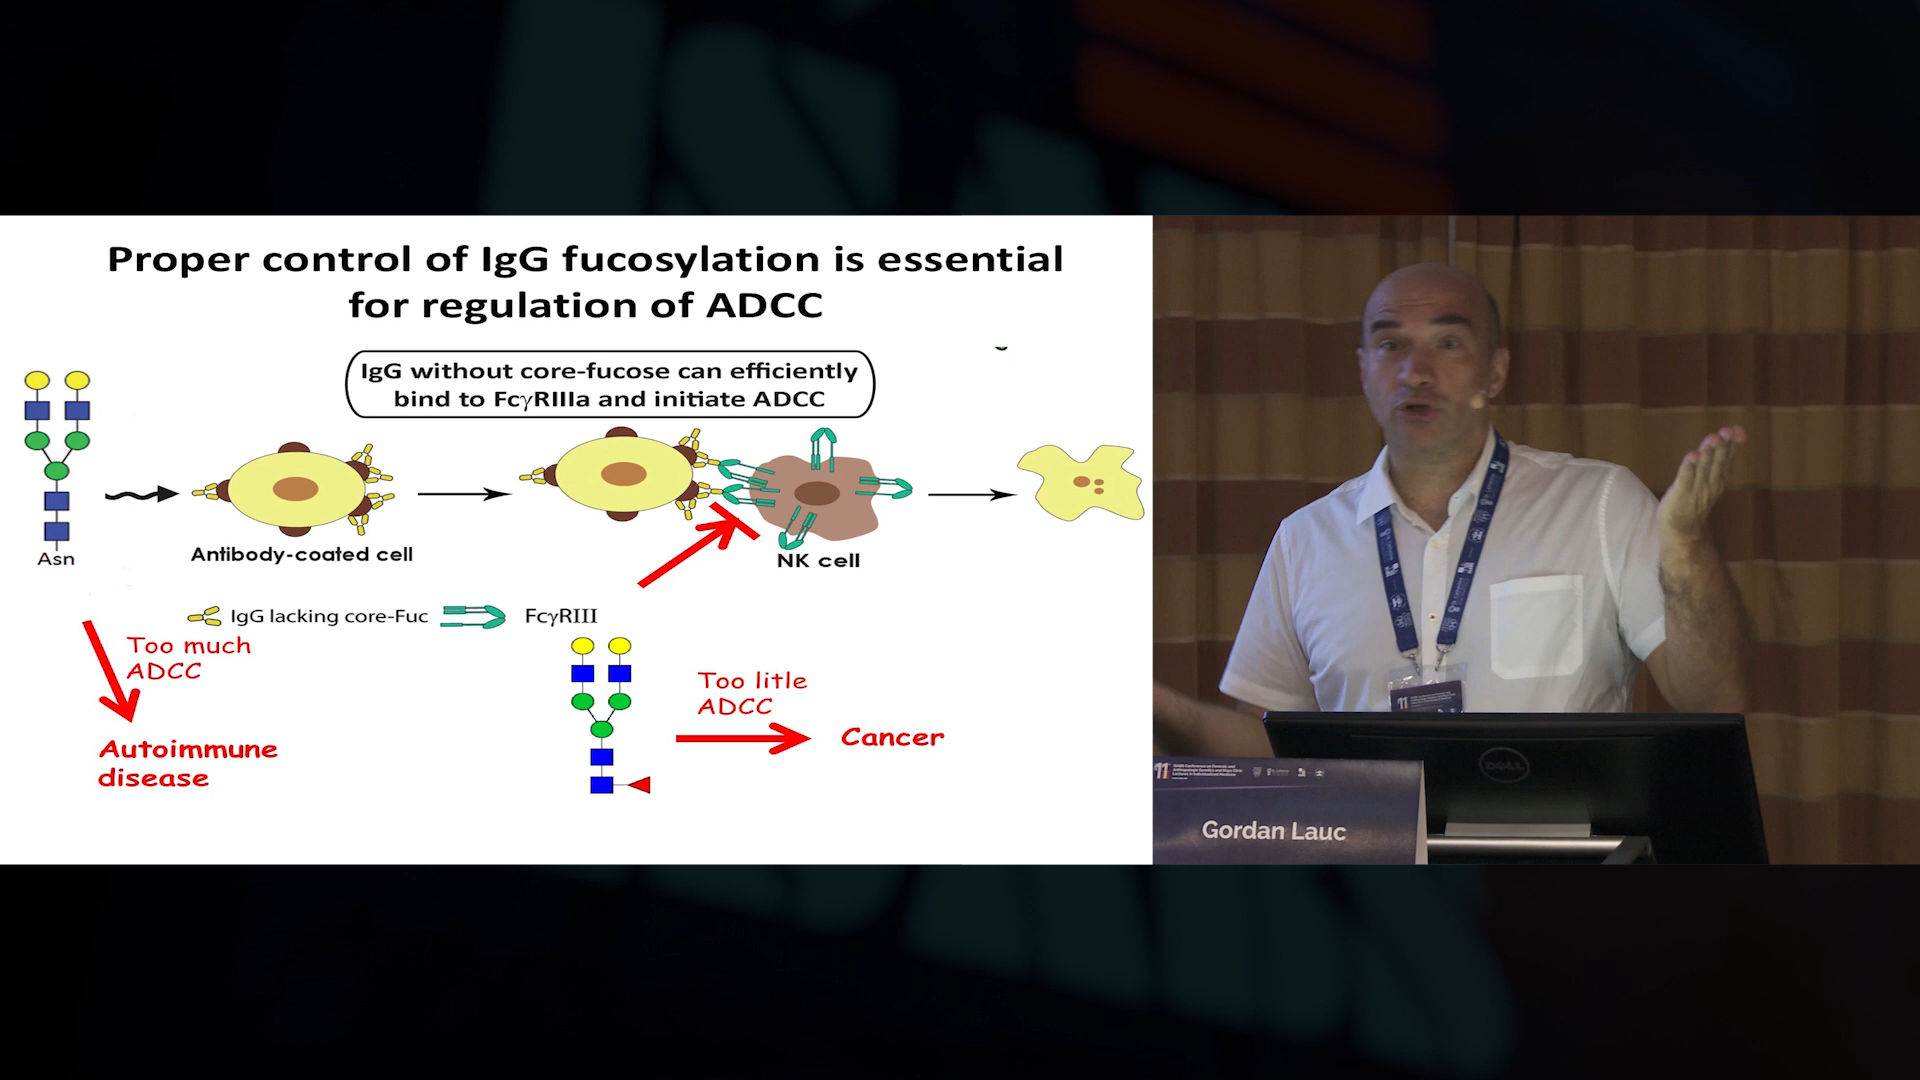 Proper control of IgG fucosylation is essential
for regulation of ADCC
IgG without core-fucose can efficiently
bind to FcγRIIIa and initiate ADCC
Asn
Antibody-coated cell
NK cell
IgG lacking core-Fuc
FcγRIII
Too much
ADCC
Autoimmune
disease
Too litle
ADCC
Cancer
11
Gordan Lauc
DELL